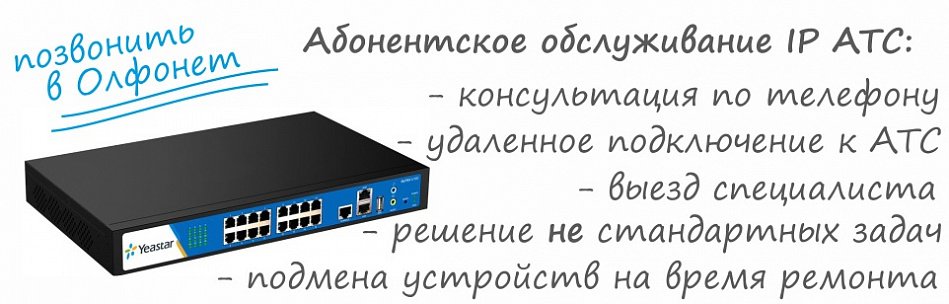 позвонить
в Олфонет
Абонентское обслуживание IP АТС:
- консультация по телефону
- удаленное подключение к АТС
- выезд специалиста
- решение не стандартных задач
- подмена устройств на время ремонта
Yeastar